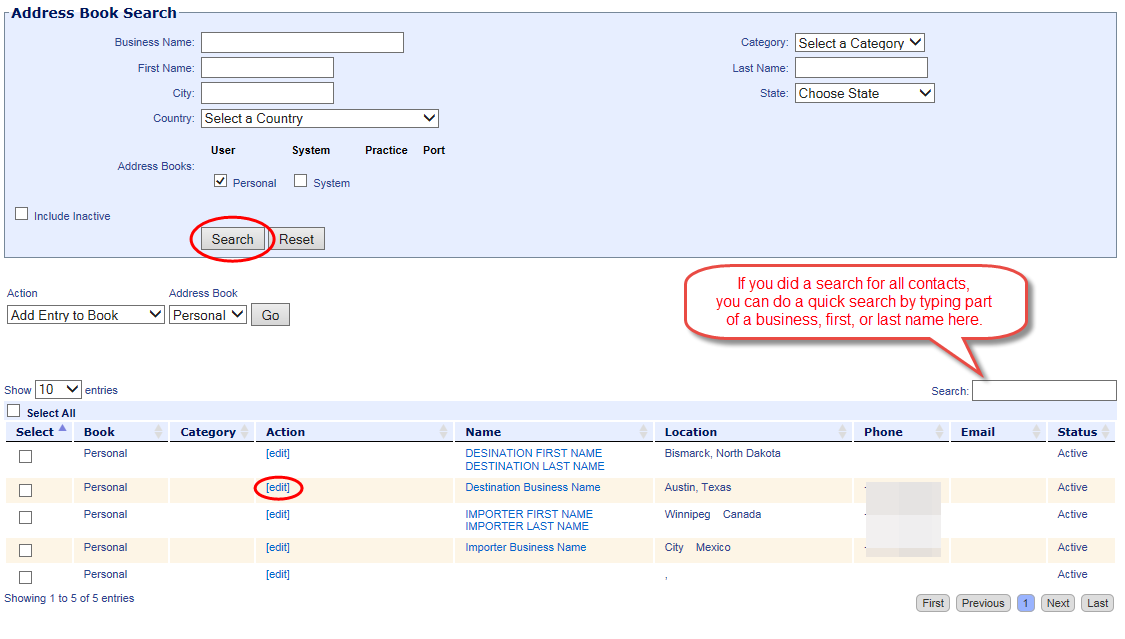 Address Book Search
Business Name: Category: Select a Category
First Name: Last Name:
City: State: Choose State
Country: Select a Country
User System Practice Port
Address Books:
Personal System
Include Inactive
Search Reset
If you did a search for all contacts,
you can do a quick search by typing part
of a business, first, or last name here.
Action Address Book
Add Entry to Book Personal Go
Show 10 entries Search:
Select All
Select Book Category Action Name Location Phone Email Status
Personal [edit] DESINATION FIRST NAME Bismarck, North Dakota Active
DESTINATION LAST NAME
Personal [edit] Destination Business Name Austin, Texas Active
Personal [edit] IMPORTER FIRST NAME Winnipeg Canada Active
IMPORTER LAST NAME
Personal [edit] Importer Business Name City Mexico Active
Personal [edit] , Active
Showing 1 to 5 of 5 entries
First Previous 1 Next Last